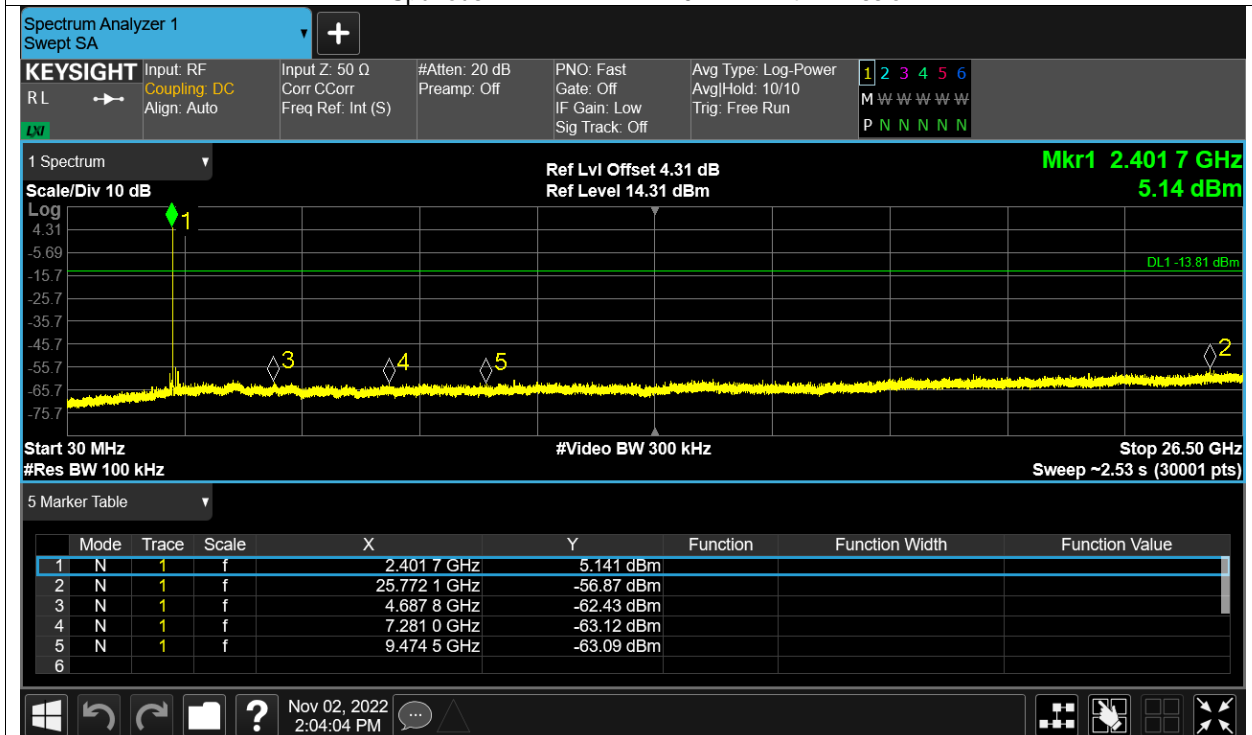 Spectrum Analyzer 1
Swept SA
KEYSIGHT Input: RF Input Z: 50 Ω #Atten: 20 dB PNO: Fast Avg Type: Log-Power 1 2 3 4 5 6
R L Coupling: DC Corr CCorr Preamp: Off Gate: Off Avg|Hold: 10/10 M W W W W W W
Align: Auto Freq Ref: Int (S) IF Gain: Low Trig: Free Run
LXI Sig Track: Off P N N N N N N
1 Spectrum Ref Lvl Offset 4.31 dB Mkr1 2.401 7 GHz
Scale/Div 10 dB Ref Level 14.31 dBm 5.14 dBm
Log
1
4.31
-5.69
DL1 -13.81 dBm
-15.7
-25.7
-35.7
-45.7
3 4 5 2
-55.7
-65.7
-75.7
Start 30 MHz #Video BW 300 kHz Stop 26.50 GHz
#Res BW 100 kHz Sweep ~2.53 s (30001 pts)
5 Marker Table
Mode Trace Scale X Y Function Function Width Function Value
1 N 1 f 2.401 7 GHz 5.141 dBm
2 N 1 f 25.772 1 GHz -56.87 dBm
3 N 1 f 4.687 8 GHz -62.43 dBm
4 N 1 f 7.281 0 GHz -63.12 dBm
5 N 1 f 9.474 5 GHz -63.09 dBm
6
? Nov 02, 2022
2:04:04 PM